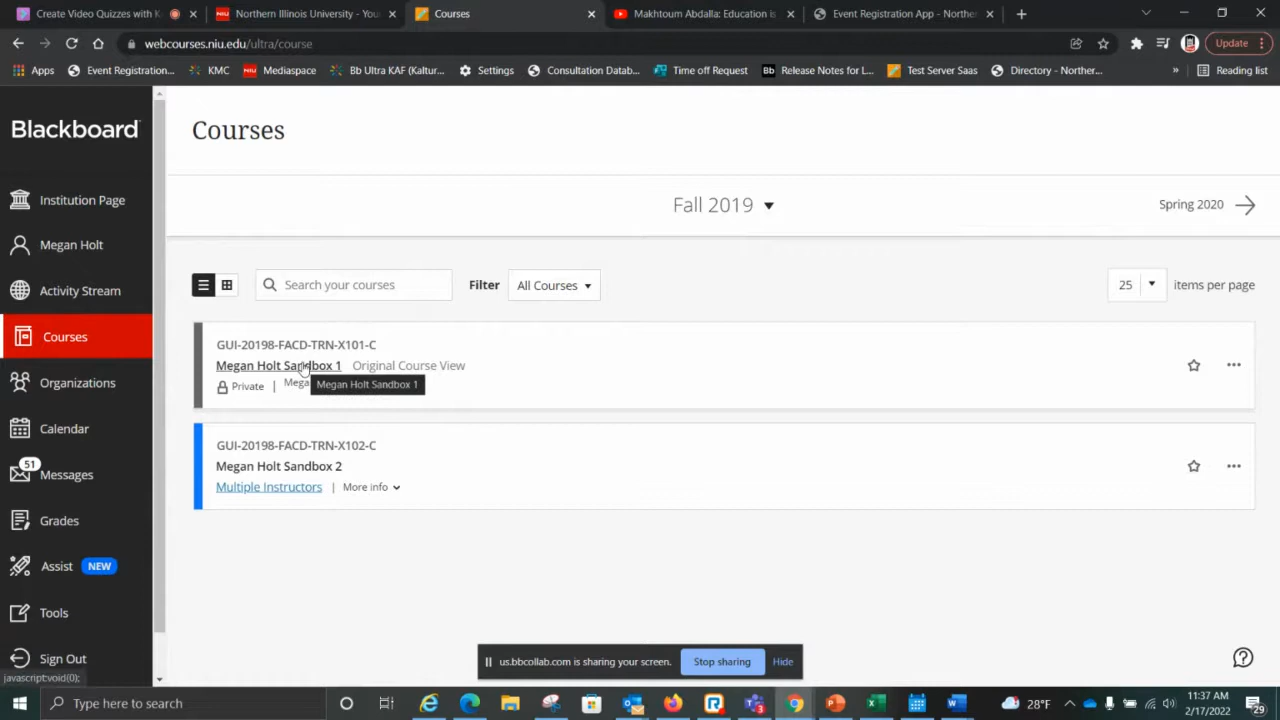 Create Video Quizzes with K
Northern Illinois University - You
Courses
Makhtoum Abdalla: Education is
Event Registration App - Norther
webcourses.niu.edu/ultra/course
Update
Apps
Event Registration...
KMC
NIU
Mediaspace
Bb Ultra KAF (Kaltur...
Settings
Consultation Datab...
Time off Request
Bb
Release Notes for L...
Test Server Saas
Directory - Norther...
»
Reading list
Blackboard
Institution Page
Megan Holt
Activity Stream
Courses
Organizations
Calendar
51
Messages
Grades
Assist NEW
Tools
Sign Out
javascript:void(0);
Courses
Fall 2019
Spring 2020
Search your courses
Filter
All Courses
25
items per page
GUI-20198-FACD-TRN-X101-C
Megan Holt Sandbox 1 Original Course View
Private | Mega
Megan Holt Sandbox 1
GUI-20198-FACD-TRN-X102-C
Megan Holt Sandbox 2
Multiple Instructors | More info
us.bbcollab.com is sharing your screen.
Stop sharing
Hide
Type here to search
28°F
11:37 AM
2/17/2022
29